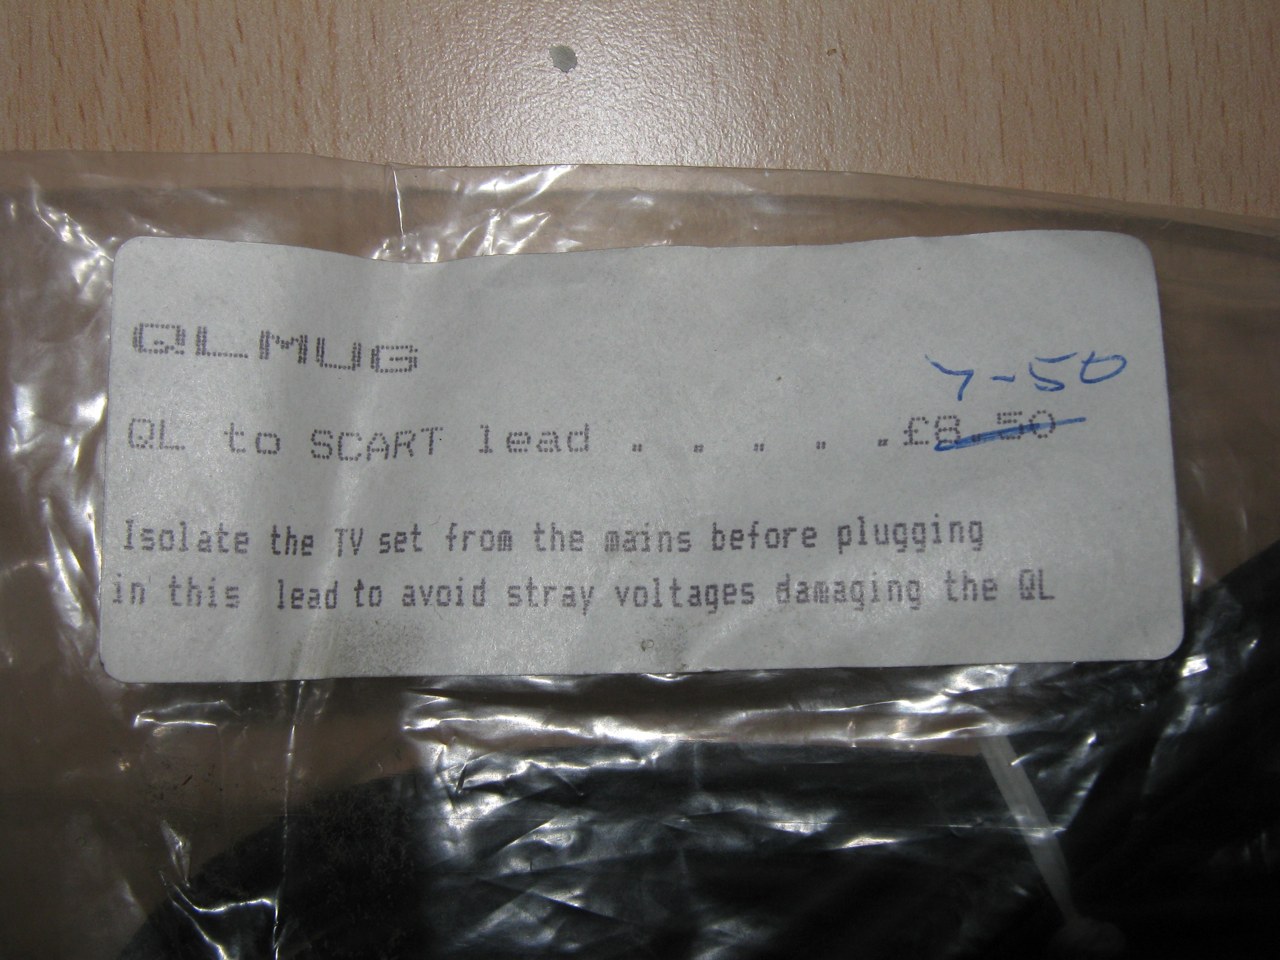 QLMUG
7-50
QL to SCART lead . . . . .£8.50
Isolate the TV set from the mains before plugging
in this lead to avoid stray voltages damaging the QL